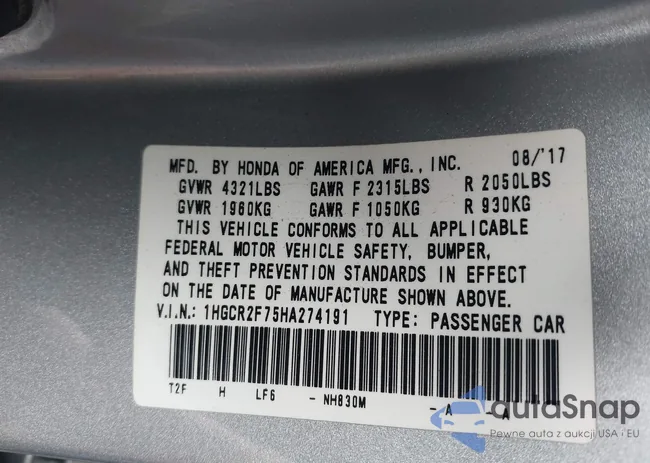 MFD. BY HONDA OF AMERICA MFG., INC. 08/'17
GVWR 4321LBS GAWR F 2315LBS R 2050LBS
GVWR 1960KG GAWR F 1050KG R 930KG
THIS VEHICLE CONFORMS TO ALL APPLICABLE
FEDERAL MOTOR VEHICLE SAFETY, BUMPER,
AND THEFT PREVENTION STANDARDS IN EFFECT
ON THE DATE OF MANUFACTURE SHOWN ABOVE.
V.I.N.: 1HGCR2F75HA274191 TYPE: PASSENGER CAR
T2F H LF6 - NH830M - A A
autoSnap
Pewne auta z aukcji USA i EU